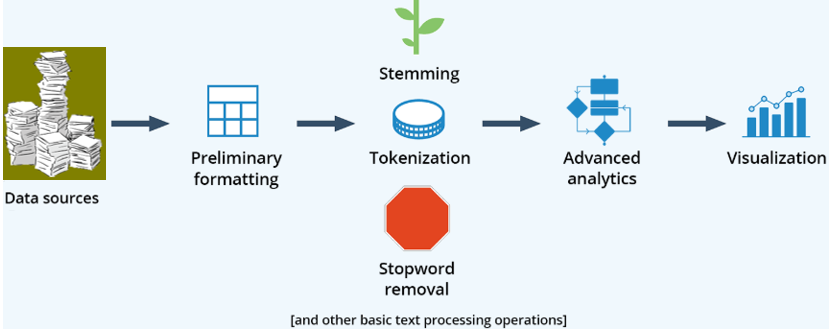 Data sources
Preliminary
formatting
Stemming
Tokenization
Stopword
removal
[and other basic text processing operations]
Advanced
analytics
Visualization